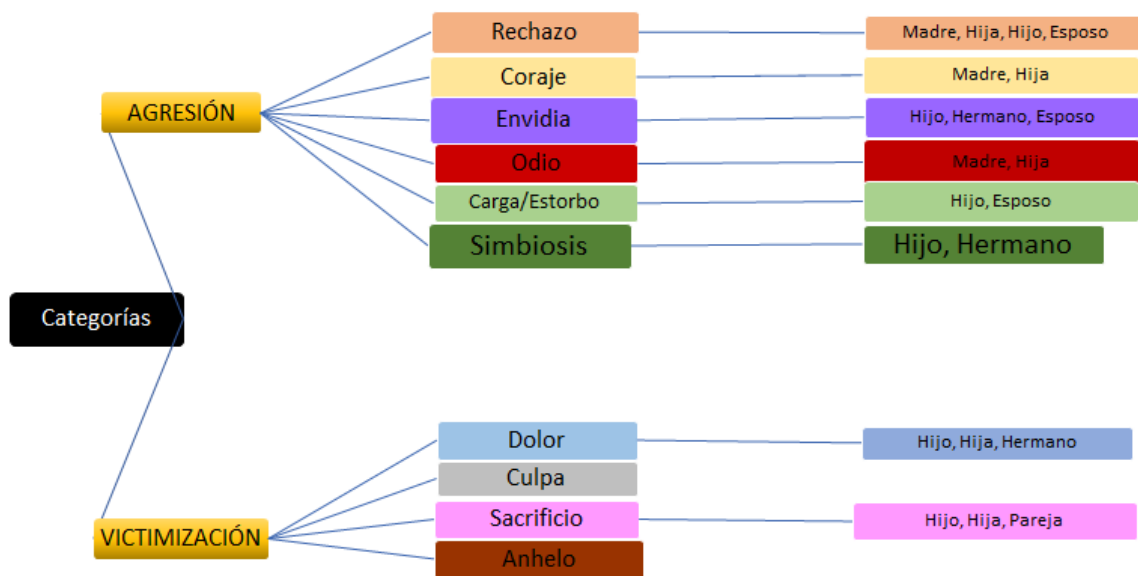 Rechazo
Madre, Hija, Hijo, Esposo
Coraje
Madre, Hija
AGRESIÓN
Envidia
Hijo, Hermano, Esposo
Odio
Madre, Hija
Carga/Estorbo
Hijo, Esposo
Simbiosis
Hijo, Hermano
Categorías
Dolor
Hijo, Hija, Hermano
Culpa
Sacrificio
Hijo, Hija, Pareja
VICTIMIZACIÓN
Anhelo